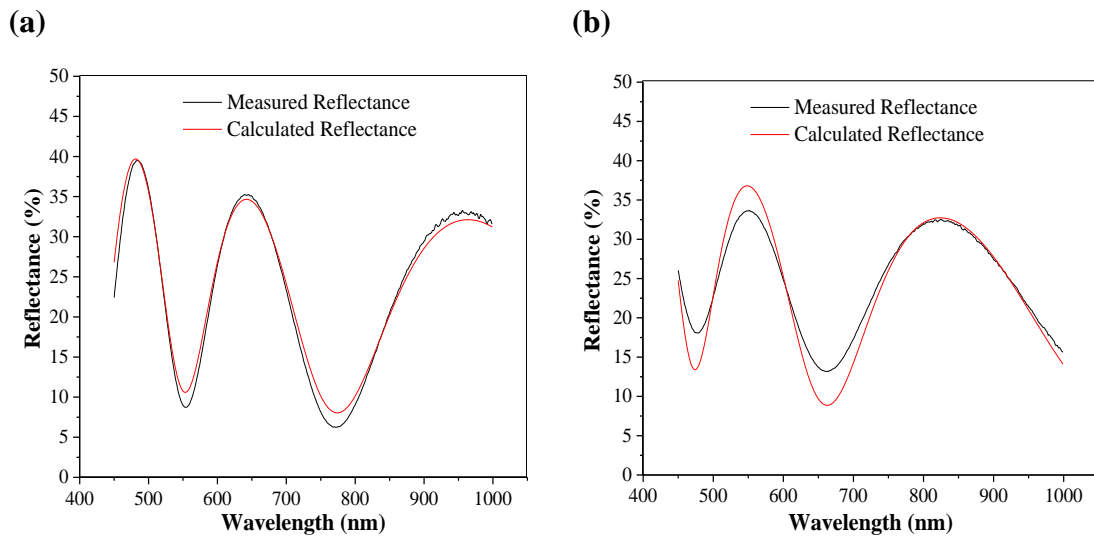 (a)
(b)
50
45
40
35
30
25
20
15
10
5
0
Reflectance (%)
Measured Reflectance
Calculated Reflectance
400 500 600 700 800 900 1000
Wavelength (nm)
50
45
40
35
30
25
20
15
10
5
0
Reflectance (%)
Measured Reflectance
Calculated Reflectance
400 500 600 700 800 900 1000
Wavelength (nm)